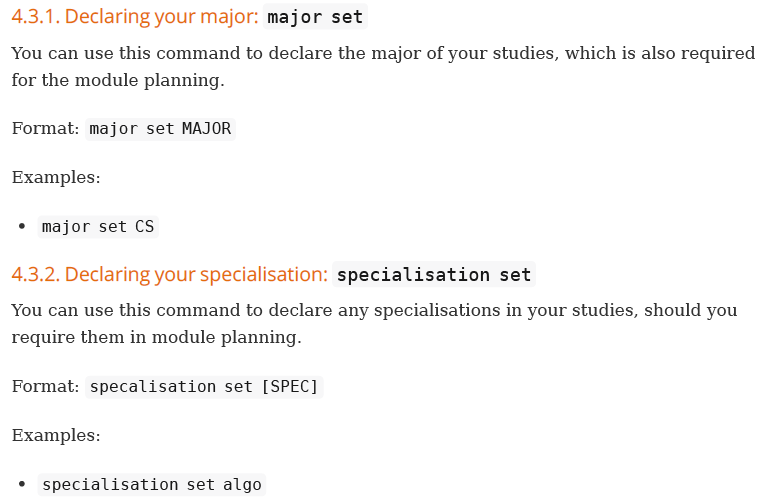 4.3.1. Declaring your major: major set
You can use this command to declare the major of your studies, which is also required
for the module planning.
Format: major set MAJOR
Examples:
• major set CS
4.3.2. Declaring your specialisation: specialisation set
You can use this command to declare any specialisations in your studies, should you
require them in module planning.
Format: specalisation set [SPEC]
Examples:
• specialisation set algo